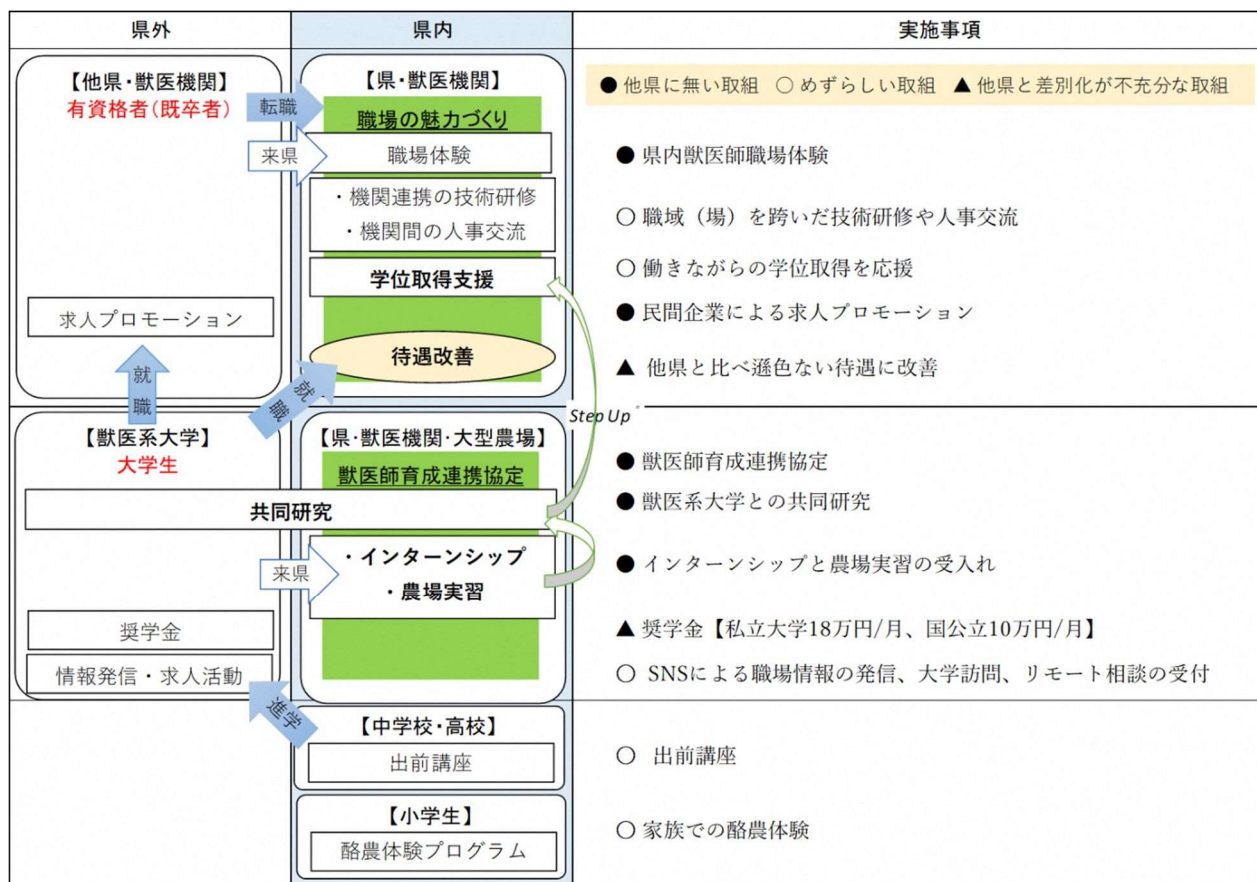 県外
県内
実施事項
【他県・獣医機関】
有資格者(既卒者)
転職
来県
求人プロモーション
就職
【県・獣医機関】
職場の魅力づくり
職場体験
・機関連携の技術研修
・機関間の人事交流
学位取得支援
待遇改善
就職
● 他県に無い取組 ○ めずらしい取組 ▲ 他県と差別化が不充分な取組
● 県内獣医師職場体験
○ 職域(場)を跨いだ技術研修や人事交流
○ 働きながらの学位取得を応援
● 民間企業による求人プロモーション
▲ 他県と比べ遜色ない待遇に改善
Step Up
【獣医系大学】
大学生
共同研究
来県
奨学金
情報発信・求人活動
【県・獣医機関・大型農場】
獣医師育成連携協定
・インターンシップ
・農場実習
● 獣医師育成連携協定
● 獣医系大学との共同研究
● インターンシップと農場実習の受入れ
▲ 奨学金【私立大学18万円/月、国公立10万円/月】
○ SNSによる職場情報の発信、大学訪問、リモート相談の受付
進学
【中学校・高校】
出前講座
○ 出前講座
【小学生】
酪農体験プログラム
○ 家族での酪農体験